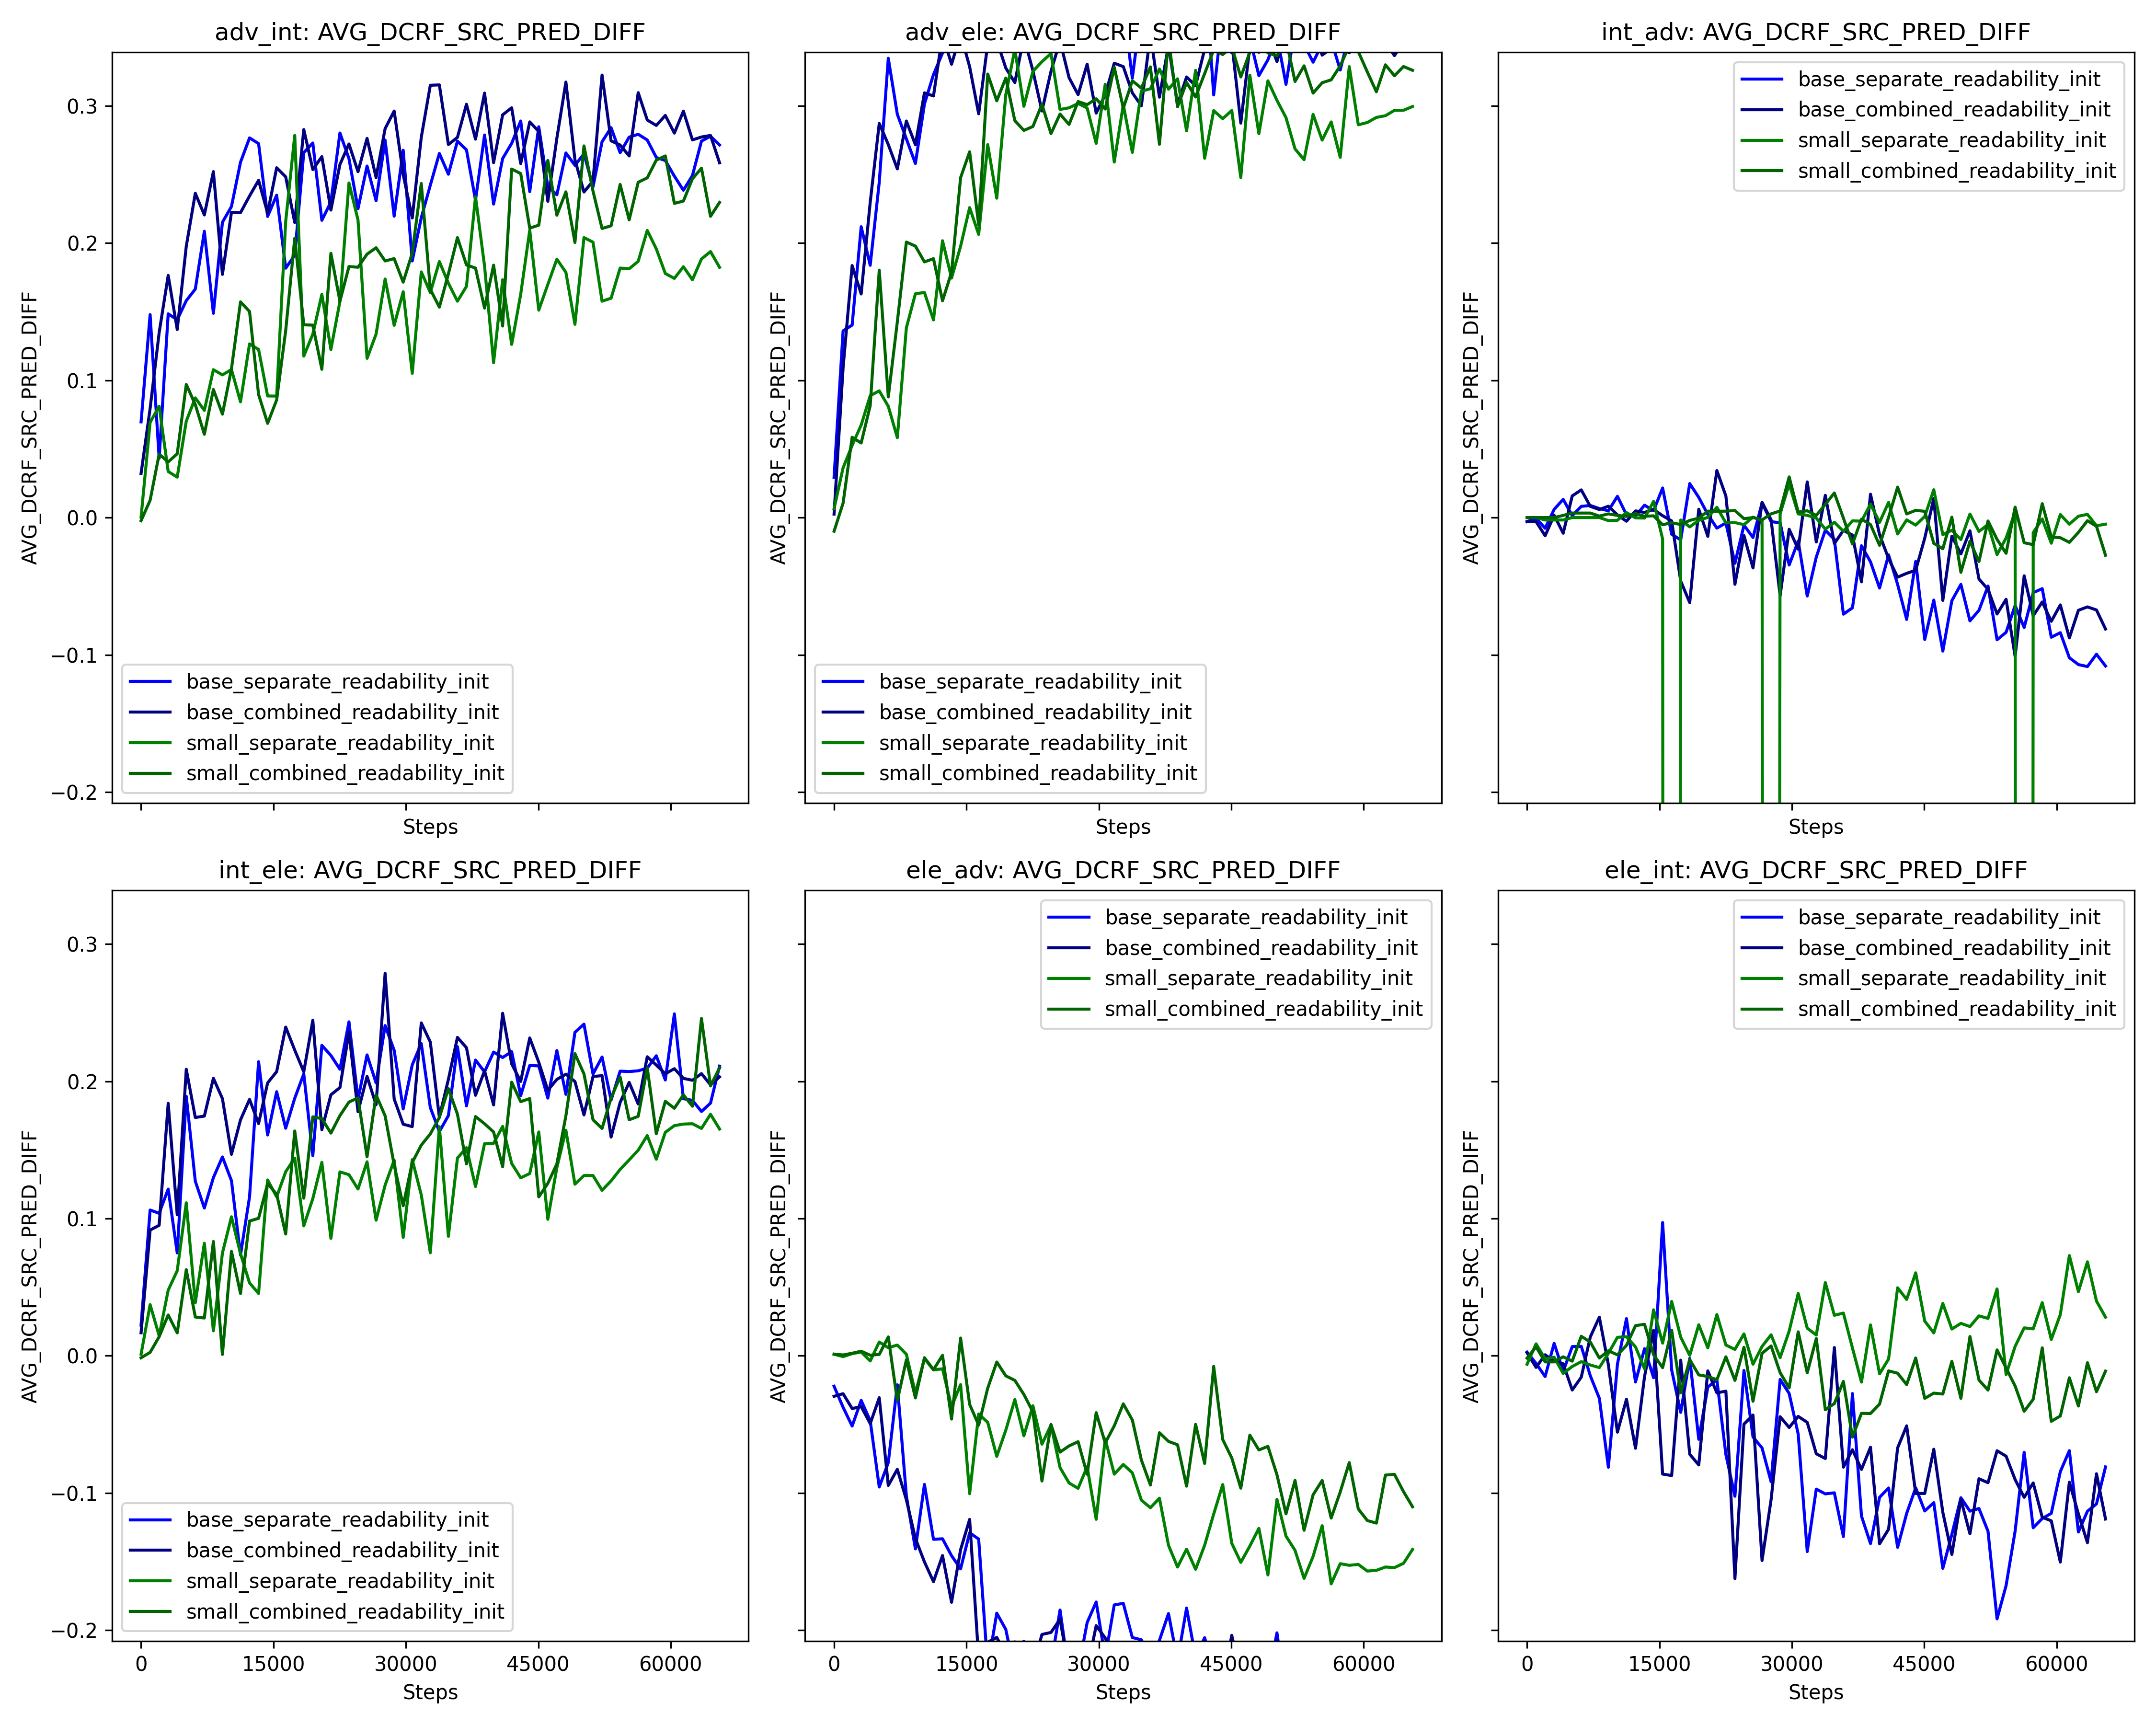 adv_int: AVG_DCRF_SRC_PRED_DIFF
AVG_DCRF_SRC_PRED_DIFF
0.3
0.2
0.1
0.0
−0.1
−0.2
base_separate_readability_init
base_combined_readability_init
small_separate_readability_init
small_combined_readability_init
Steps
adv_ele: AVG_DCRF_SRC_PRED_DIFF
AVG_DCRF_SRC_PRED_DIFF
base_separate_readability_init
base_combined_readability_init
small_separate_readability_init
small_combined_readability_init
Steps
int_adv: AVG_DCRF_SRC_PRED_DIFF
AVG_DCRF_SRC_PRED_DIFF
base_separate_readability_init
base_combined_readability_init
small_separate_readability_init
small_combined_readability_init
Steps
int_ele: AVG_DCRF_SRC_PRED_DIFF
AVG_DCRF_SRC_PRED_DIFF
0.3
0.2
0.1
0.0
−0.1
−0.2
base_separate_readability_init
base_combined_readability_init
small_separate_readability_init
small_combined_readability_init
0 15000 30000 45000 60000
Steps
ele_adv: AVG_DCRF_SRC_PRED_DIFF
AVG_DCRF_SRC_PRED_DIFF
base_separate_readability_init
base_combined_readability_init
small_separate_readability_init
small_combined_readability_init
0 15000 30000 45000 60000
Steps
ele_int: AVG_DCRF_SRC_PRED_DIFF
AVG_DCRF_SRC_PRED_DIFF
base_separate_readability_init
base_combined_readability_init
small_separate_readability_init
small_combined_readability_init
0 15000 30000 45000 60000
Steps